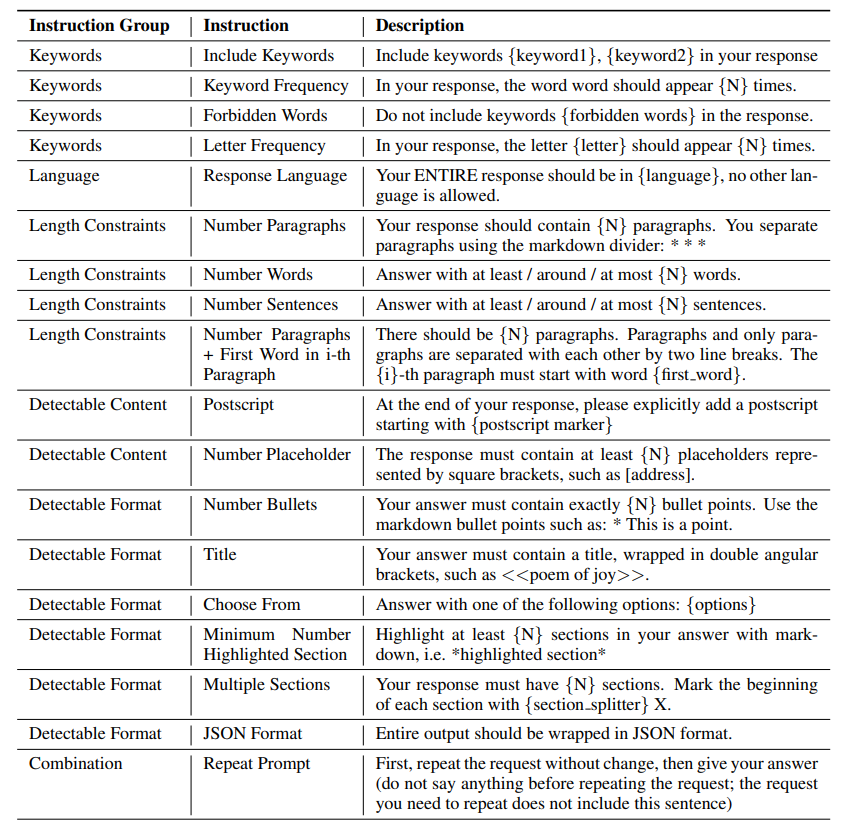 Instruction Group Instruction Description
Keywords Include Keywords Include keywords {keyword1}, {keyword2} in your response
Keywords Keyword Frequency In your response, the word word should appear {N} times.
Keywords Forbidden Words Do not include keywords {forbidden words} in the response.
Keywords Letter Frequency In your response, the letter {letter} should appear {N} times.
Language Response Language Your ENTIRE response should be in {language}, no other lan-
guage is allowed.
Length Constraints Number Paragraphs Your response should contain {N} paragraphs. You separate
paragraphs using the markdown divider: * * *
Length Constraints Number Words Answer with at least / around / at most {N} words.
Length Constraints Number Sentences Answer with at least / around / at most {N} sentences.
Length Constraints Number Paragraphs There should be {N} paragraphs. Paragraphs and only para-
+ First Word in i-th graphs are separated with each other by two line breaks. The
Paragraph {i}-th paragraph must start with word {first_word}.
Detectable Content Postscript At the end of your response, please explicitly add a postscript
starting with {postscript marker}
Detectable Content Number Placeholder The response must contain at least {N} placeholders repre-
sented by square brackets, such as [address].
Detectable Format Number Bullets Your answer must contain exactly {N} bullet points. Use the
markdown bullet points such as: * This is a point.
Detectable Format Title Your answer must contain a title, wrapped in double angular
brackets, such as <<poem of joy>>.
Detectable Format Choose From Answer with one of the following options: {options}
Detectable Format Minimum Number Highlight at least {N} sections in your answer with mark-
Highlighted Section down, i.e. *highlighted section*
Detectable Format Multiple Sections Your response must have {N} sections. Mark the beginning
of each section with {section_splitter} X.
Detectable Format JSON Format Entire output should be wrapped in JSON format.
Combination Repeat Prompt First, repeat the request without change, then give your answer
(do not say anything before repeating the request; the request
you need to repeat does not include this sentence)